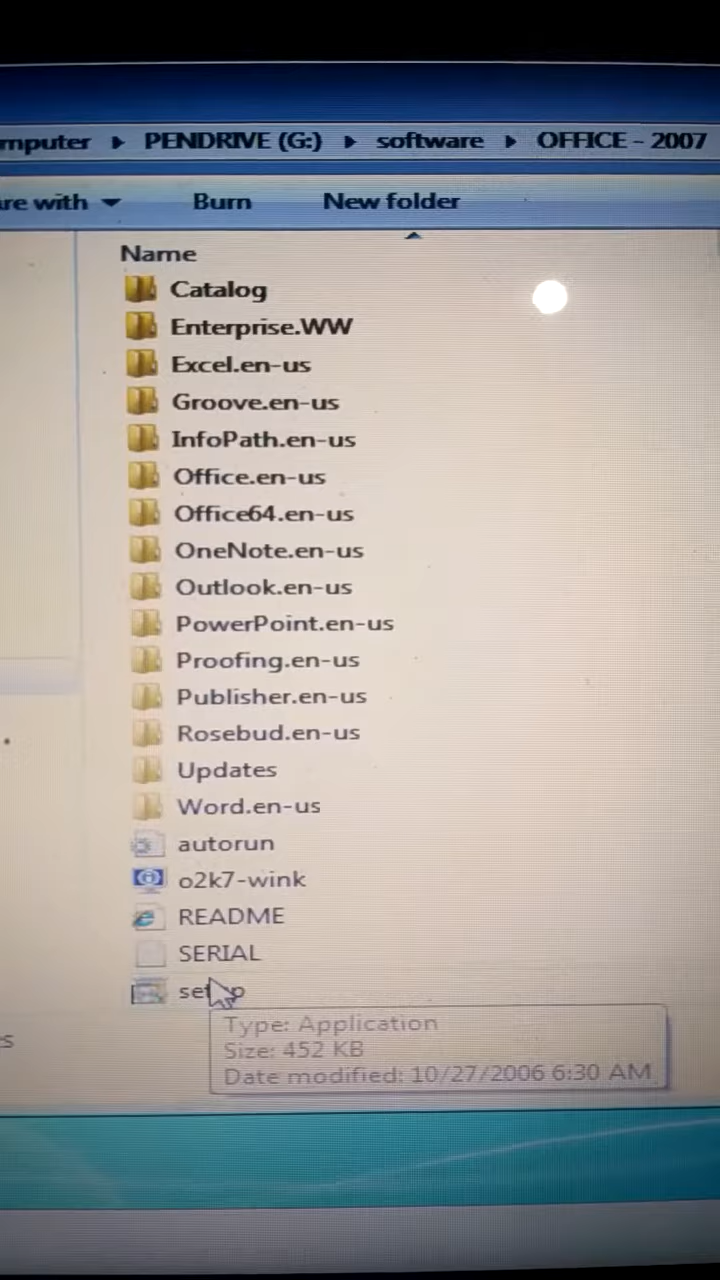 mputer ▸ PENDRIVE (G:) ▸ software ▸ OFFICE - 2007
re with Burn New folder
Name
Catalog
Enterprise.WW
Excel.en-us
Groove.en-us
InfoPath.en-us
Office.en-us
Office64.en-us
OneNote.en-us
Outlook.en-us
PowerPoint.en-us
Proofing.en-us
Publisher.en-us
Rosebud.en-us
Updates
Word.en-us
autorun
o2k7-wink
README
SERIAL
setup
Type: Application
Size: 452 KB
Date modified: 10/27/2006 6:30 AM